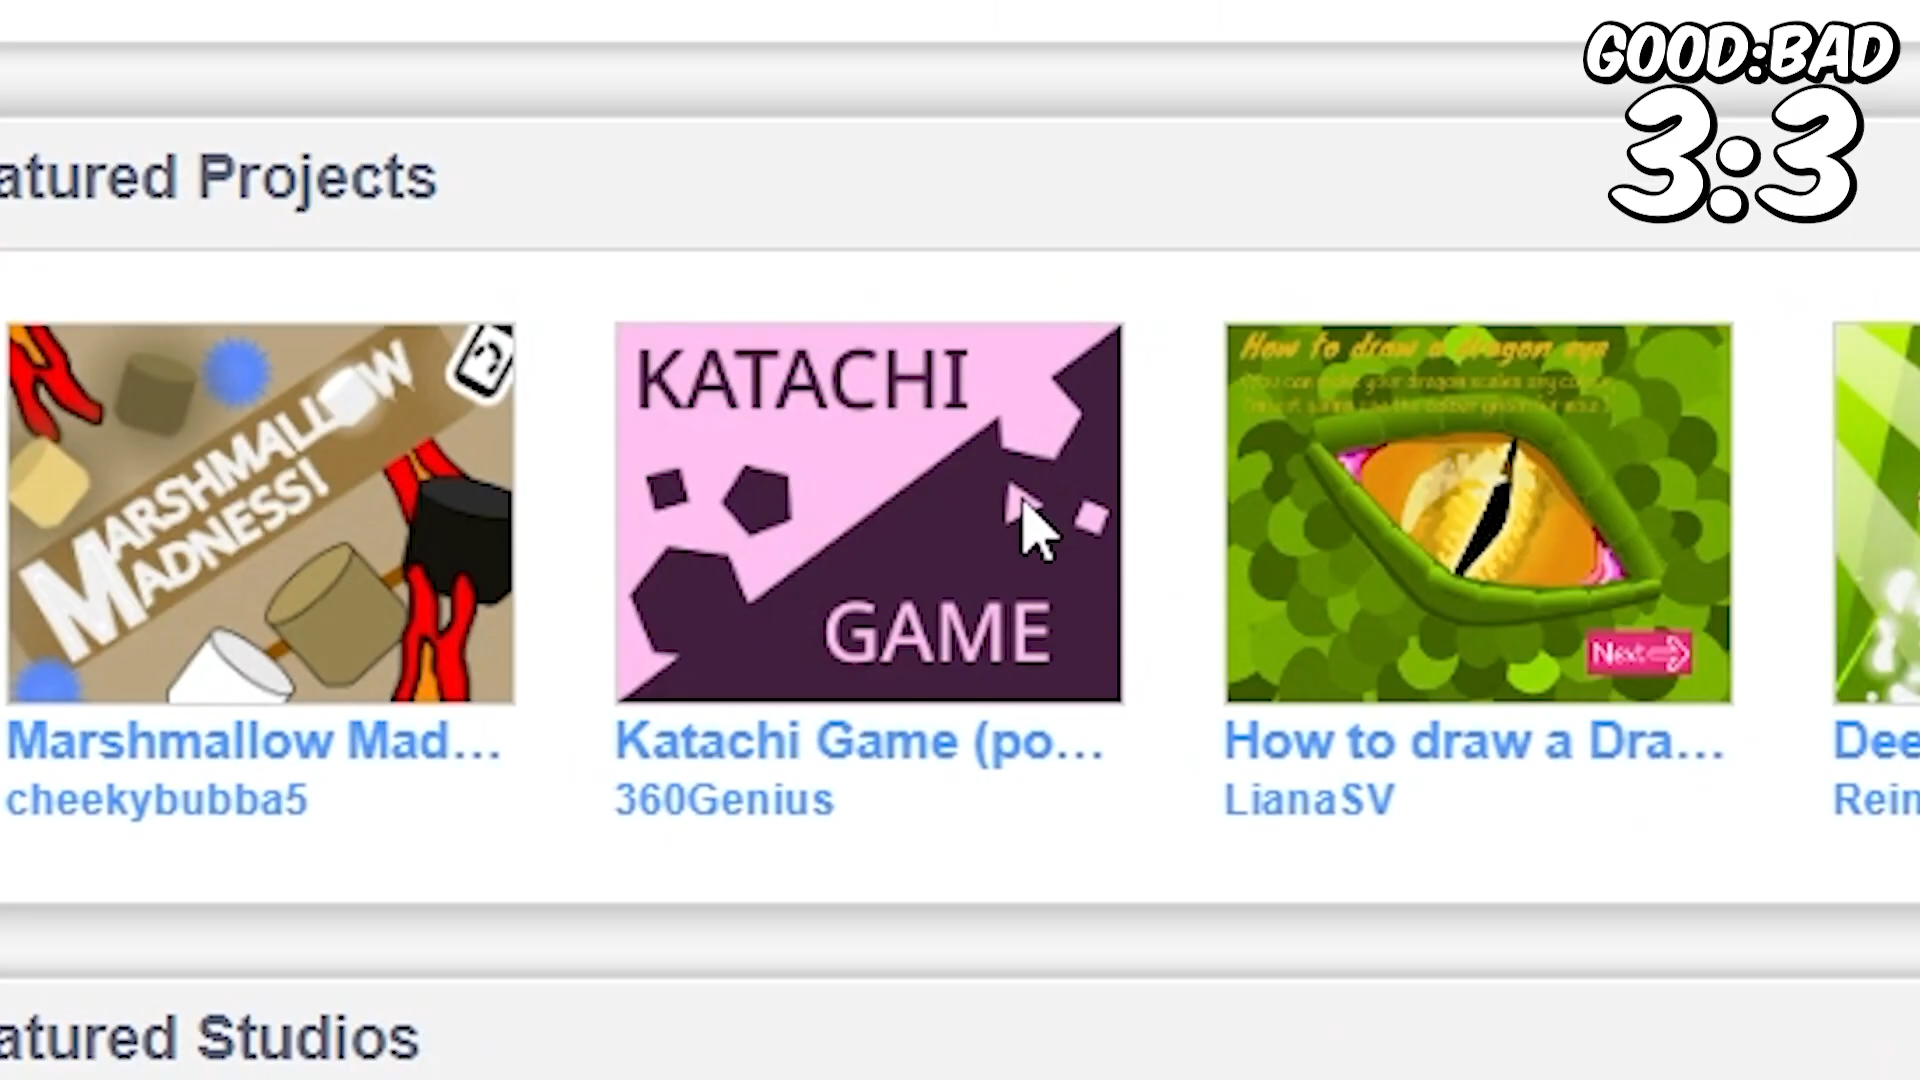 GOOD:BAD
3:3
atured Projects
MARSHMALLOW
MADNESS!
KATACHI
GAME
How to draw a dragon eye
Next
Marshmallow Mad...
Katachi Game (po...
How to draw a Dra...
Dee
cheekybubba5
360Genius
LianaSV
Rein
atured Studios